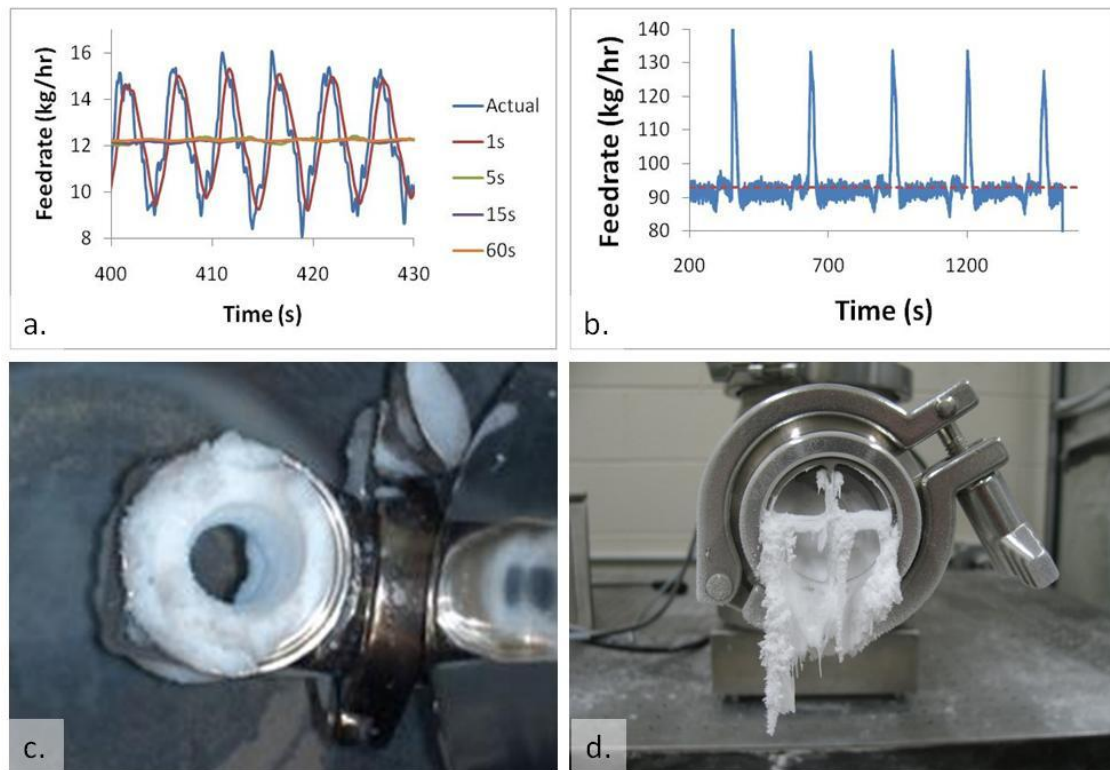 16
14
12
10
8
Feedrate (kg/hr)
400 410 420 430
Time (s)
Actual
1s
5s
15s
60s
a.
140
130
120
110
100
90
80
Feedrate (kg/hr)
200 700 1200
Time (s)
b.
c.
d.